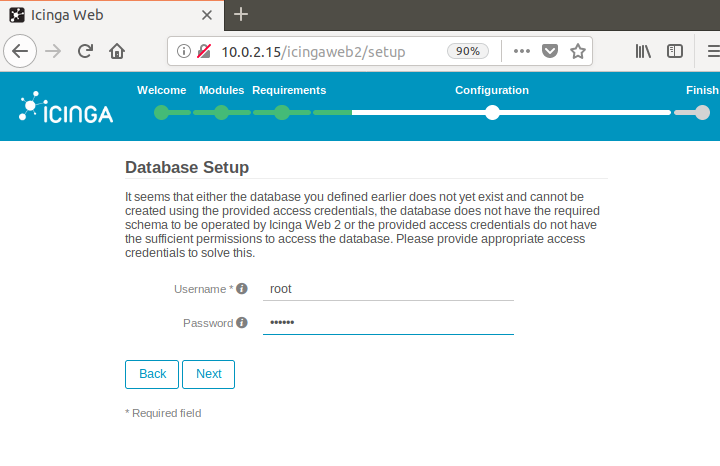 Icinga Web
10.0.2.15/icingaweb2/setup
90%
Welcome Modules Requirements Configuration Finish
ICINGA
Database Setup
It seems that either the database you defined earlier does not yet exist and cannot be
created using the provided access credentials, the database does not have the required
schema to be operated by Icinga Web 2 or the provided access credentials do not have
the sufficient permissions to access the database. Please provide appropriate access
credentials to solve this.
Username * root
Password ••••••
Back Next
* Required field